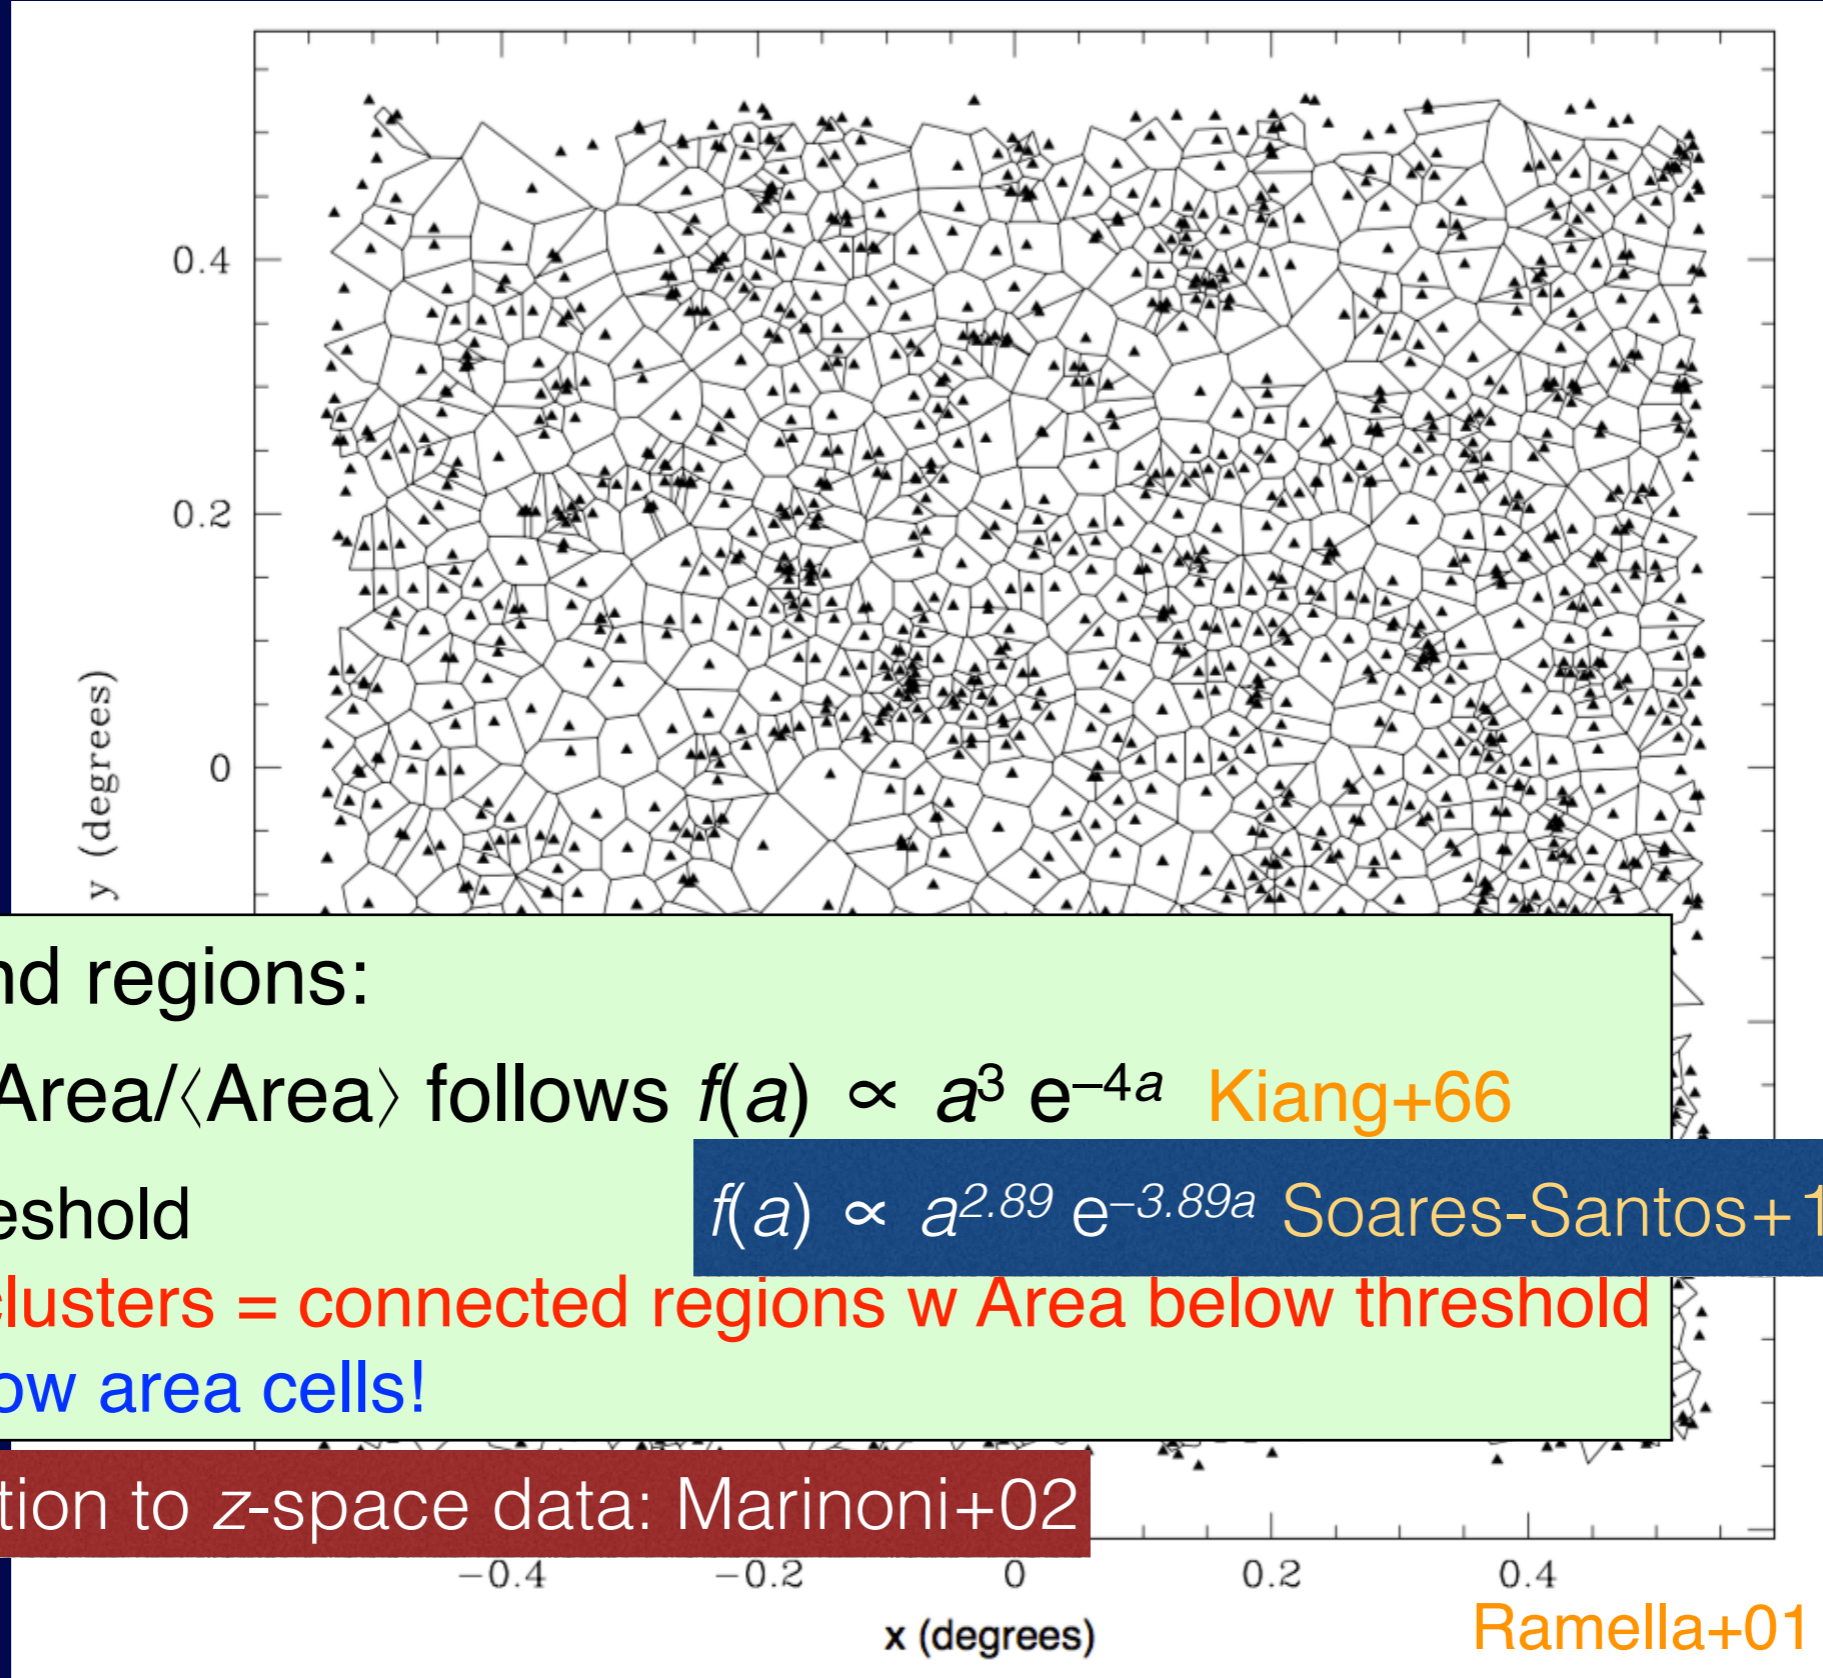 0.4
0.2
y (degrees)
0
nd regions:
Area/⟨Area⟩ follows f(a) ∝ a³ e⁻⁴ᵃ Kiang+66
eshold
f(a) ∝ a^2.89 e^–3.89a Soares-Santos+1
clusters = connected regions w Area below threshold
ow area cells!
tion to z-space data: Marinoni+02
−0.4 −0.2 0 0.2 0.4
x (degrees)
Ramella+01